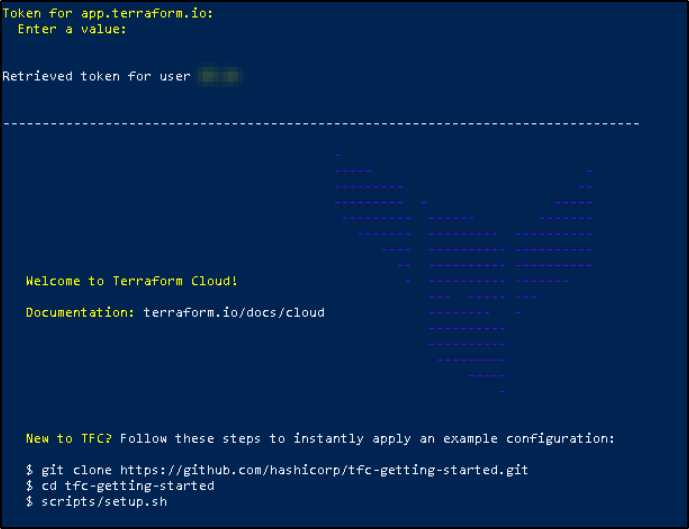 Token for app.terraform.io:
Enter a value:
Retrieved token for user
--------------------------------------------------------------------------------
Welcome to Terraform Cloud!
Documentation: terraform.io/docs/cloud
New to TFC? Follow these steps to instantly apply an example configuration:
$ git clone https://github.com/hashicorp/tfc-getting-started.git
$ cd tfc-getting-started
$ scripts/setup.sh